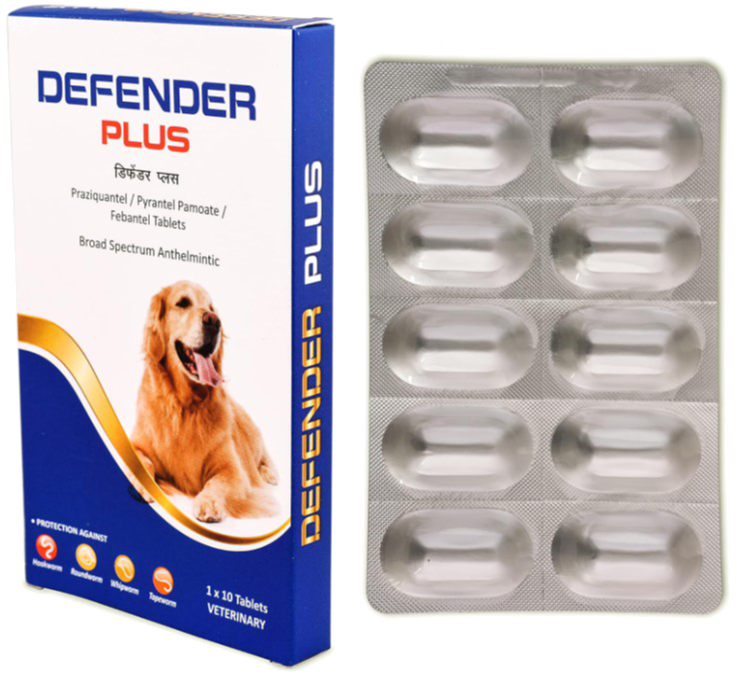 DEFENDER
PLUS
डिफेंडर प्लस
Praziquantel / Pyrantel Pamoate /
Febantel Tablets
Broad Spectrum Anthelmintic
• PROTECTION AGAINST
Hookworm
Roundworm
Whipworm
Tapeworm
1 x 10 Tablets
VETERINARY
DEFENDER PLUS